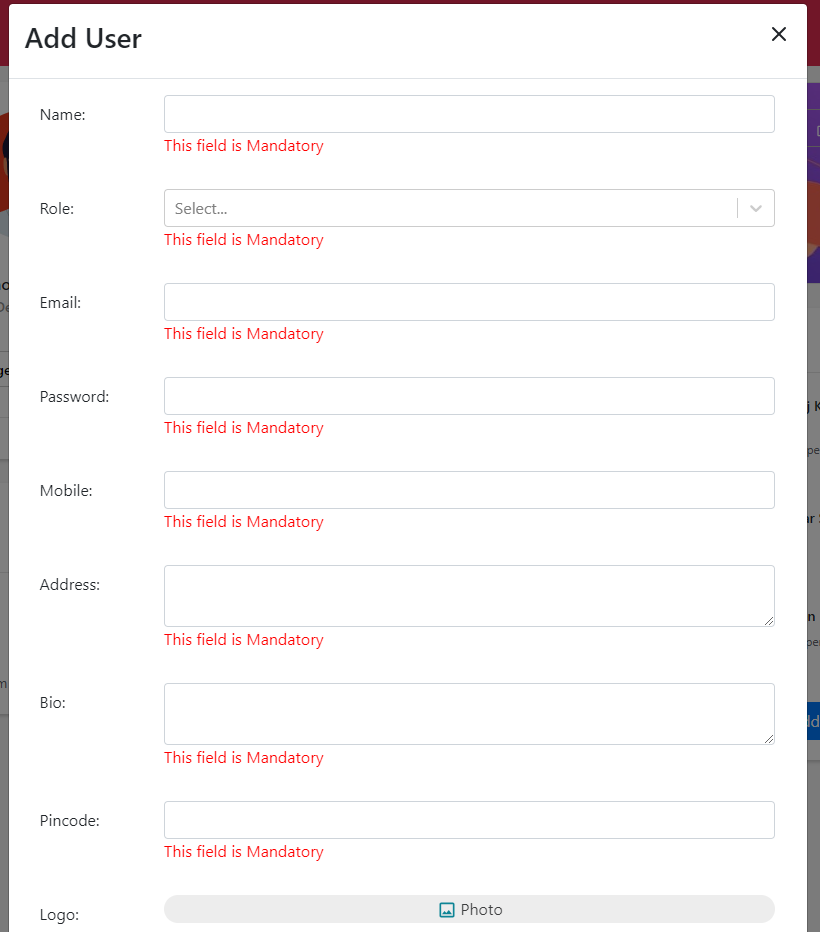 Add User
Name:
This field is Mandatory
Role:
Select...
This field is Mandatory
Email:
This field is Mandatory
Password:
This field is Mandatory
Mobile:
This field is Mandatory
Address:
This field is Mandatory
Bio:
This field is Mandatory
Pincode:
This field is Mandatory
Logo:
Photo